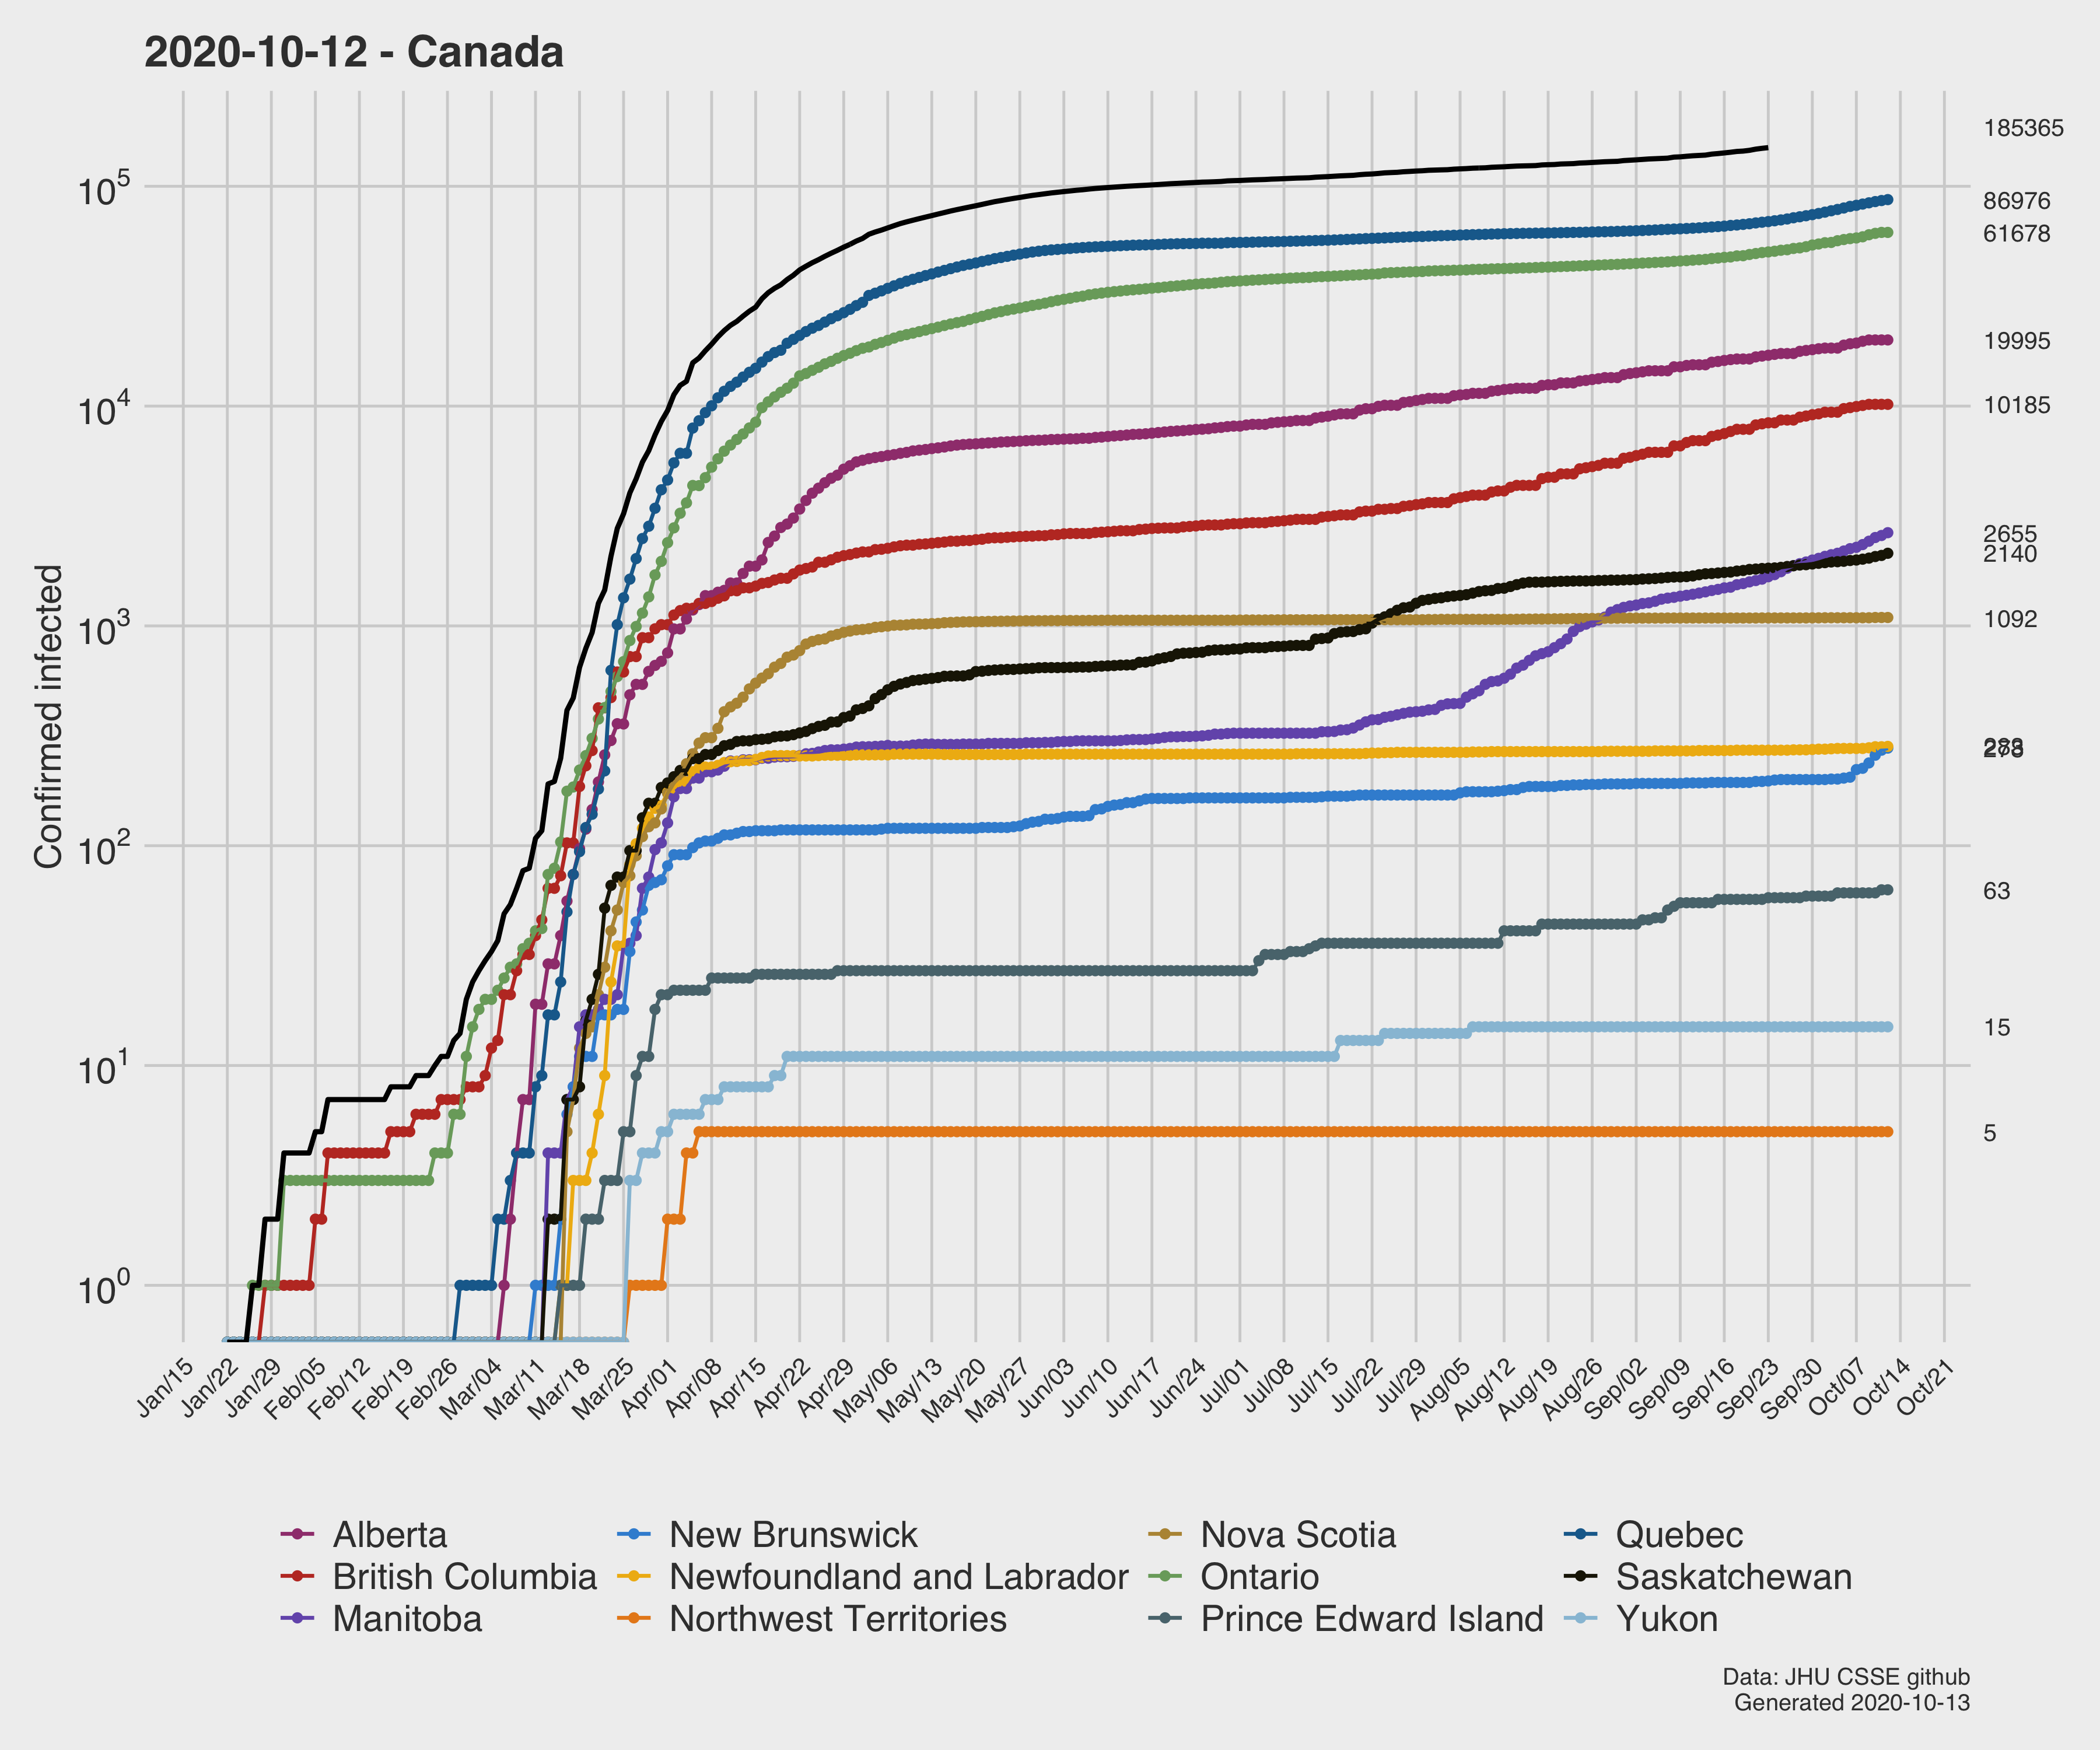 2020-10-12 - Canada
Confirmed infected
10^5
10^4
10^3
10^2
10^1
10^0
185365
86976
61678
19995
10185
2655
2140
1092
63
15
5
Jan/15
Jan/22
Jan/29
Feb/05
Feb/12
Feb/19
Feb/26
Mar/04
Mar/11
Mar/18
Mar/25
Apr/01
Apr/08
Apr/15
Apr/22
Apr/29
May/06
May/13
May/20
May/27
Jun/03
Jun/10
Jun/17
Jun/24
Jul/01
Jul/08
Jul/15
Jul/22
Jul/29
Aug/05
Aug/12
Aug/19
Aug/26
Sep/02
Sep/09
Sep/16
Sep/23
Sep/30
Oct/07
Oct/14
Oct/21
Alberta New Brunswick Nova Scotia Quebec
British Columbia Newfoundland and Labrador Ontario Saskatchewan
Manitoba Northwest Territories Prince Edward Island Yukon
Data: JHU CSSE github
Generated 2020-10-13